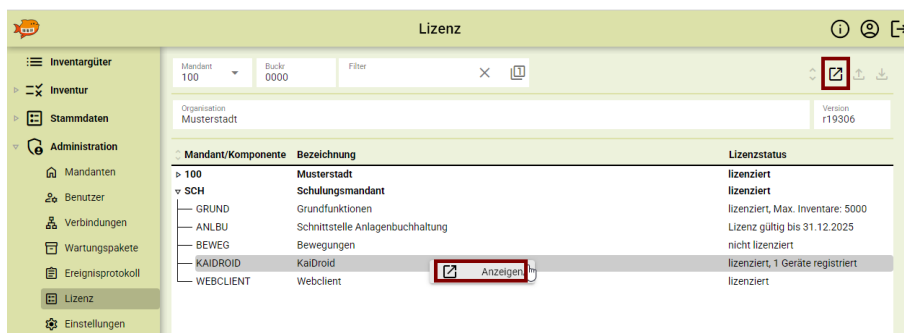 Lizenz
Inventargüter
Inventur
Stammdaten
Administration
Mandanten
Benutzer
Verbindungen
Wartungspakete
Ereignisprotokoll
Lizenz
Einstellungen
Mandant
100
Buckr
0000
Filter
Organisation
Musterstadt
Version
r19306
Mandant/Komponente Bezeichnung Lizenzstatus
100 Musterstadt lizenziert
SCH Schulungsmandant lizenziert
GRUND Grundfunktionen lizenziert, Max. Inventare: 5000
ANLBU Schnittstelle Anlagenbuchhaltung Lizenz gültig bis 31.12.2025
BEWEG Bewegungen nicht lizenziert
KAIDROID KaiDroid lizenziert, 1 Geräte registriert
Anzeigen
WEBCLIENT Webclient lizenziert